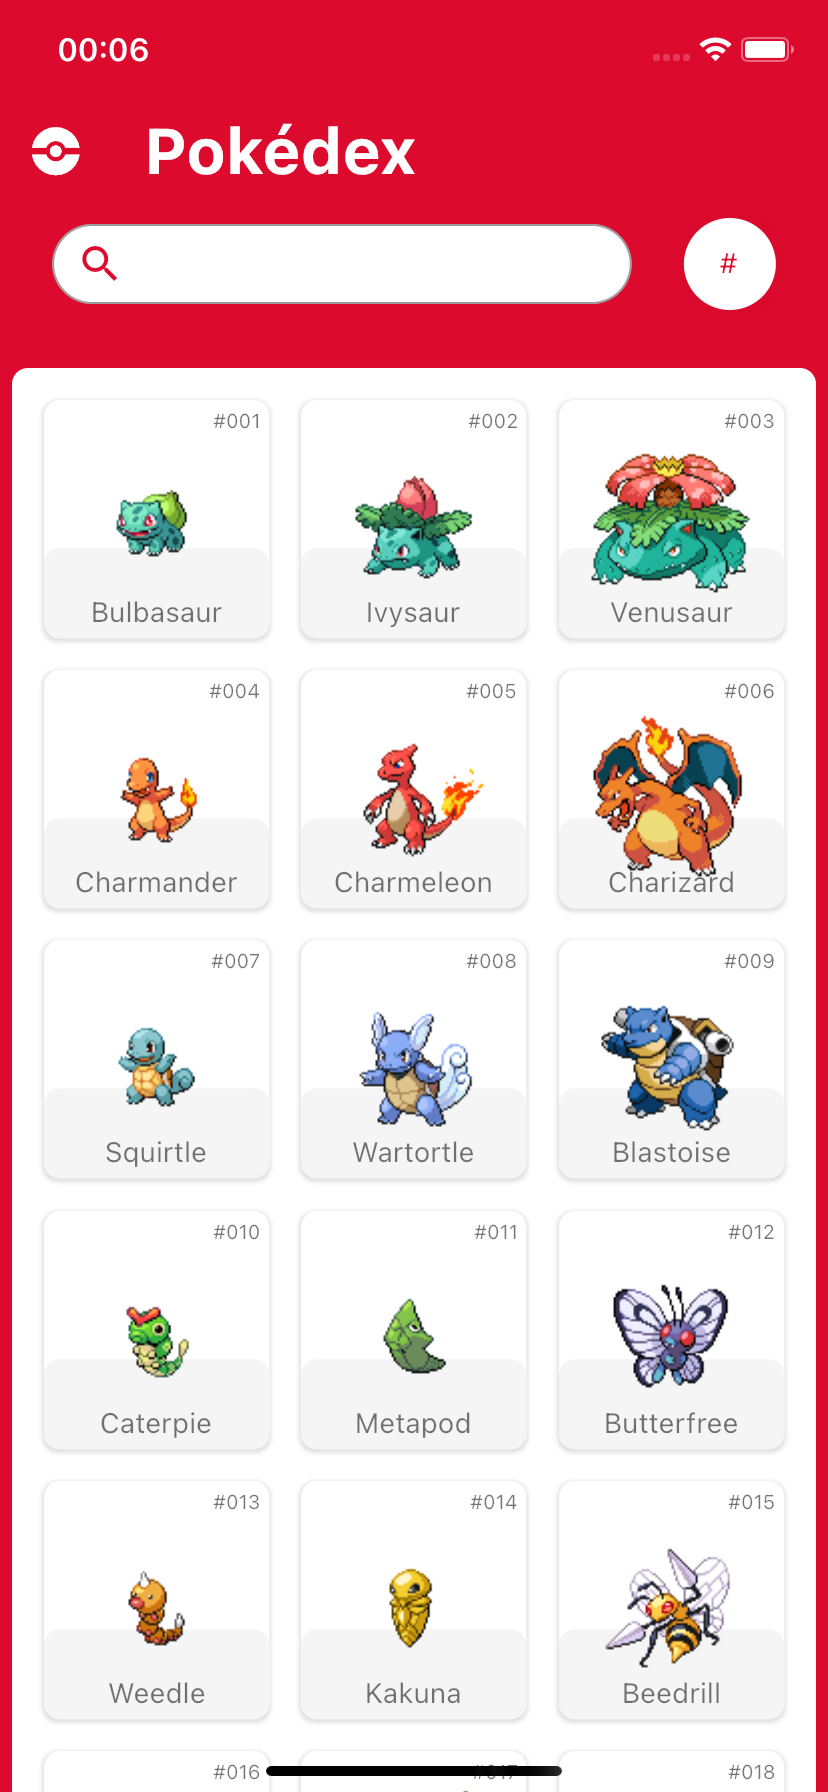 00:06
Pokédex
#
#001 #002 #003
Bulbasaur Ivysaur Venusaur
#004 #005 #006
Charmander Charmeleon Charizard
#007 #008 #009
Squirtle Wartortle Blastoise
#010 #011 #012
Caterpie Metapod Butterfree
#013 #014 #015
Weedle Kakuna Beedrill
#016 #017 #018